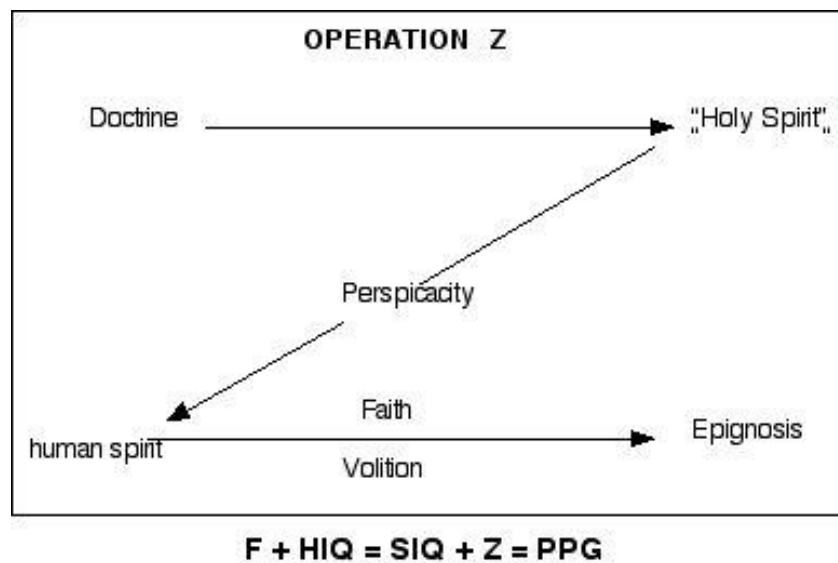 OPERATION Z
Doctrine
"Holy Spirit"
Perspicacity
Faith
human spirit
Epignosis
Volition
F + HIQ = SIQ + Z = PPG